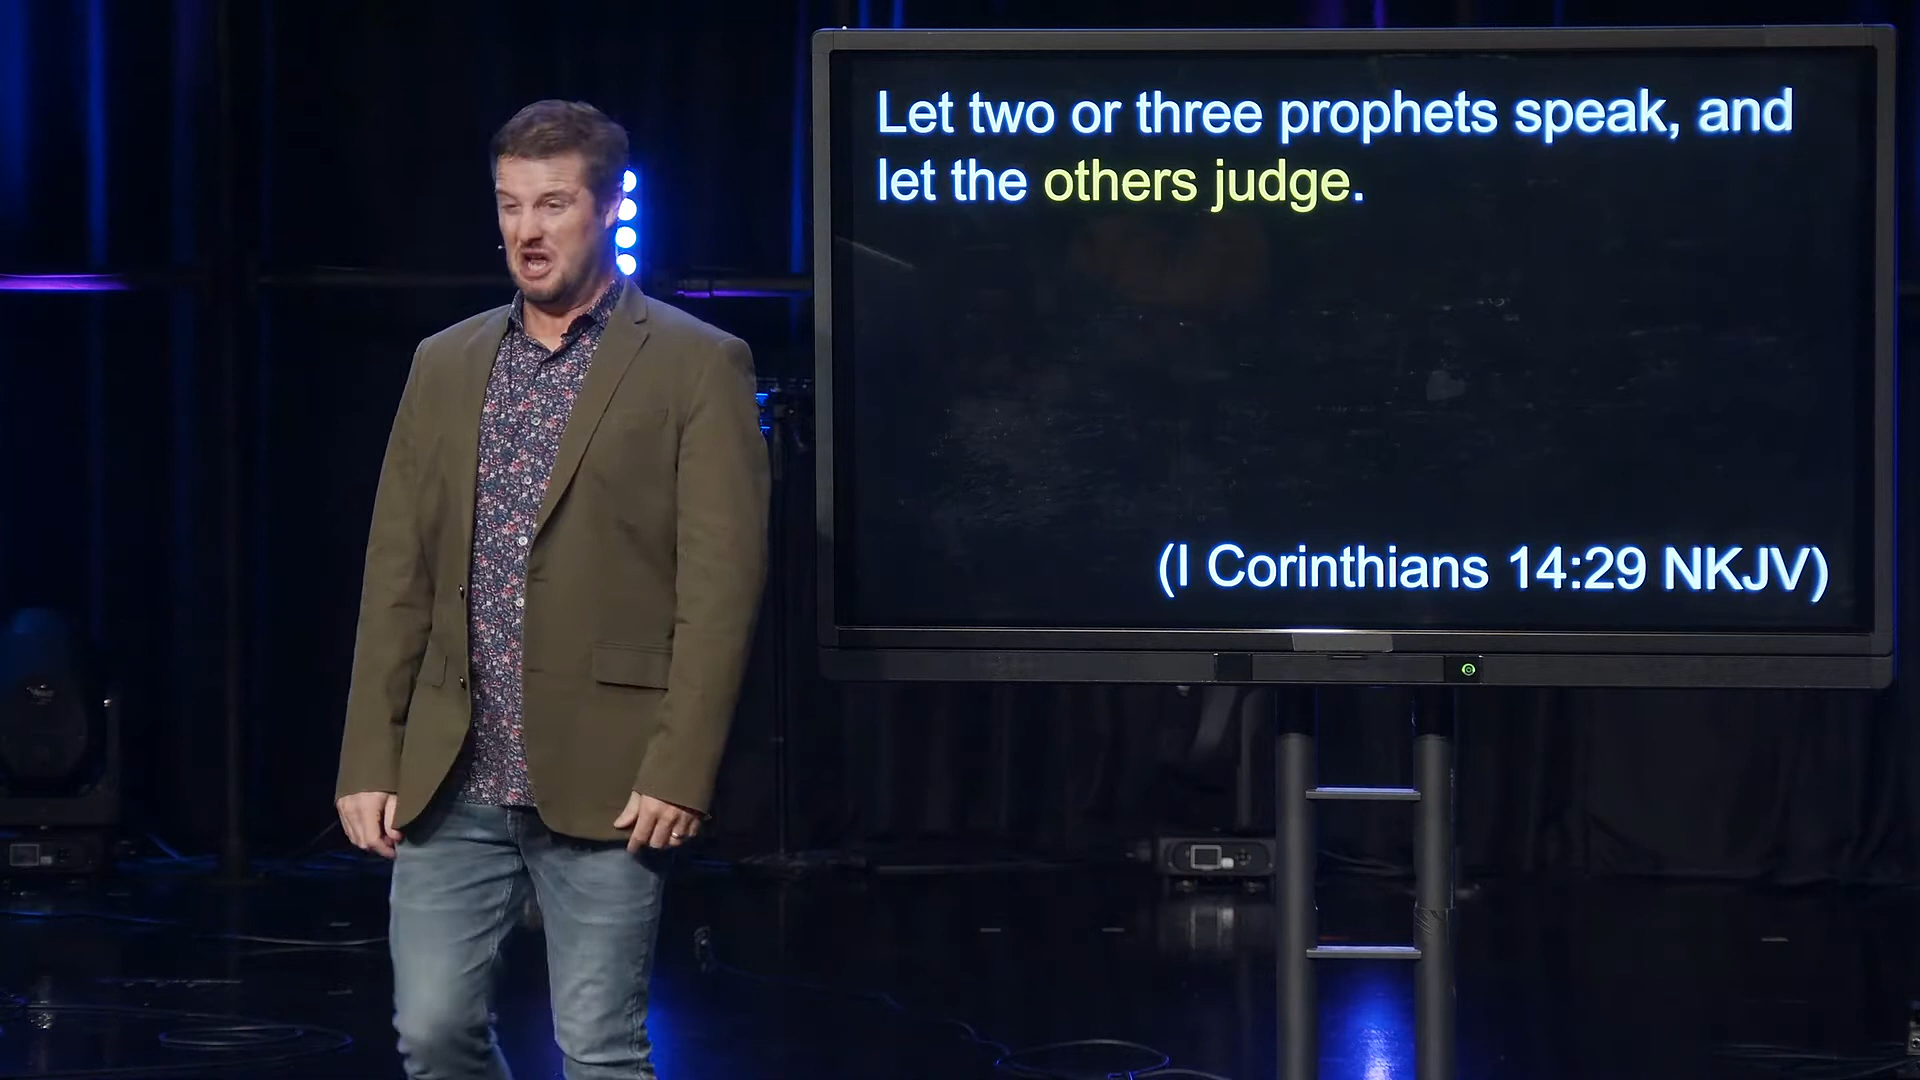 Let two or three prophets speak, and
let the others judge.
(I Corinthians 14:29 NKJV)